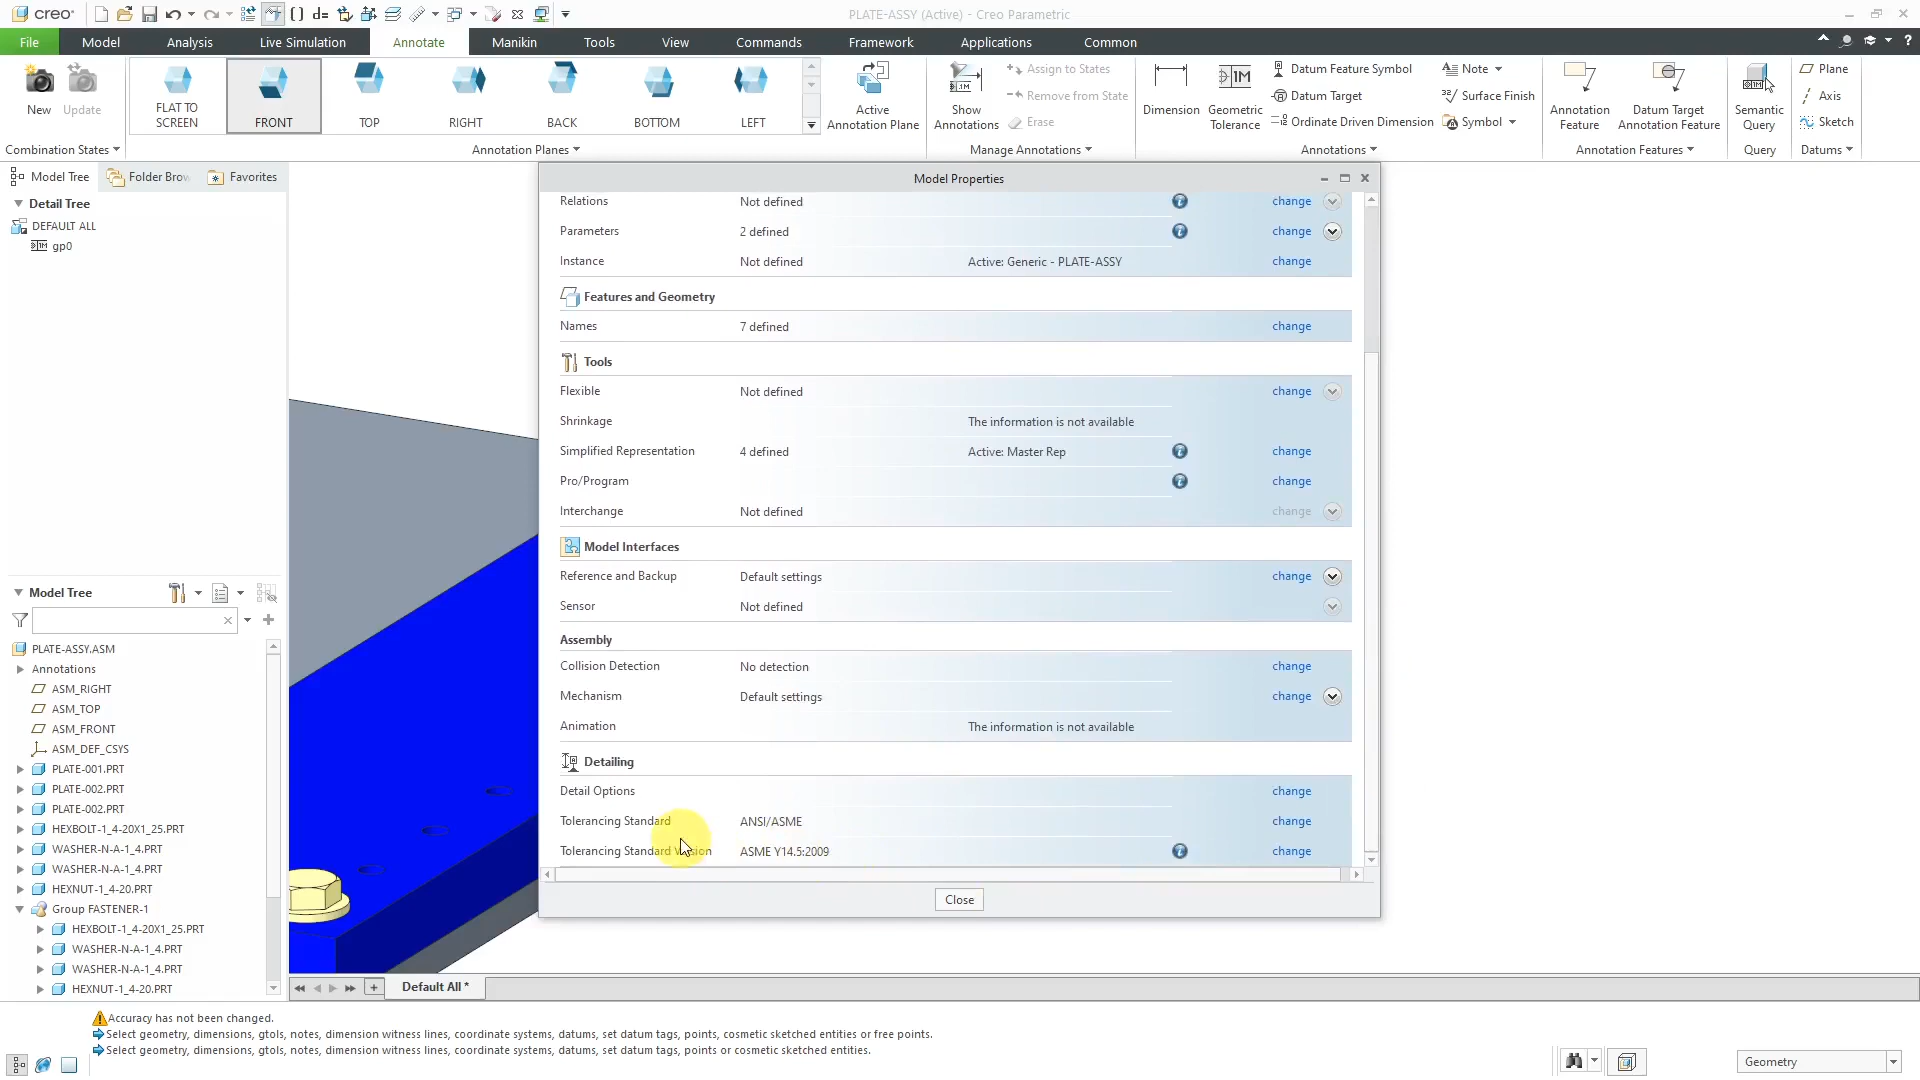 creo
PLATE-ASSY (Active) - Creo Parametric
File Model Analysis Live Simulation Annotate Manikin Tools View Commands Framework Applications Common
New Update
Combination States
FLAT TO SCREEN
FRONT
TOP
RIGHT
BACK
BOTTOM
LEFT
Annotation Planes
Active Annotation Plane
Show Annotations
Assign to States
Remove from State
Erase
Manage Annotations
Dimension
Geometric Tolerance
Datum Feature Symbol
Datum Target
Ordinate Driven Dimension
Note
Surface Finish
Symbol
Annotations
Annotation Feature
Datum Target Annotation Feature
Annotation Features
Semantic Query
Query
Plane
Axis
Sketch
Datums
Model Tree Folder Brow Favorites
Detail Tree
DEFAULT ALL
gp0
Model Tree
PLATE-ASSY.ASM
Annotations
ASM_RIGHT
ASM_TOP
ASM_FRONT
ASM_DEF_CSYS
PLATE-001.PRT
PLATE-002.PRT
PLATE-002.PRT
HEXBOLT-1_4-20X1_25.PRT
WASHER-N-A-1_4.PRT
WASHER-N-A-1_4.PRT
HEXNUT-1_4-20.PRT
Group FASTENER-1
HEXBOLT-1_4-20X1_25.PRT
WASHER-N-A-1_4.PRT
WASHER-N-A-1_4.PRT
HEXNUT-1_4-20.PRT
Model Properties
Relations Not defined change
Parameters 2 defined change
Instance Not defined Active: Generic - PLATE-ASSY change
Features and Geometry
Names 7 defined change
Tools
Flexible Not defined change
Shrinkage The information is not available
Simplified Representation 4 defined Active: Master Rep change
Pro/Program change
Interchange Not defined change
Model Interfaces
Reference and Backup Default settings change
Sensor Not defined
Assembly
Collision Detection No detection change
Mechanism Default settings change
Animation The information is not available
Detailing
Detail Options change
Tolerancing Standard ANSI/ASME change
Tolerancing Standard ASME Y14.5:2009 change
Close
Default All *
Accuracy has not been changed.
Select geometry, dimensions, gtols, notes, dimension witness lines, coordinate systems, datums, set datum tags, points, cosmetic sketched entities or free points.
Select geometry, dimensions, gtols, notes, dimension witness lines, coordinate systems, datums, set datum tags, points or cosmetic sketched entities.
Geometry